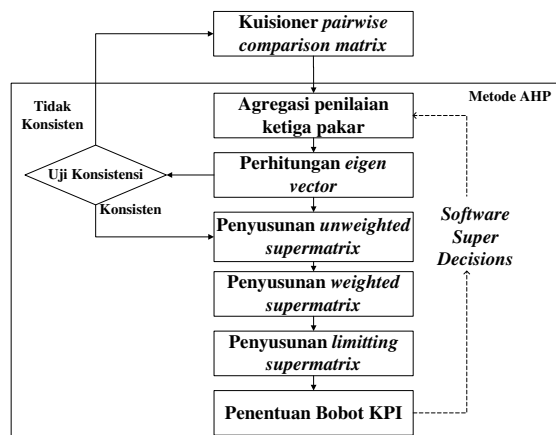 Kuisioner pairwise
comparison matrix
Metode AHP
Tidak
Konsisten
Agregasi penilaian
ketiga pakar
Uji Konsistensi
Perhitungan eigen
vector
Konsisten
Penyusunan unweighted
supermatrix
Software
Super
Decisions
Penyusunan weighted
supermatrix
Penyusunan limitting
supermatrix
Penentuan Bobot KPI